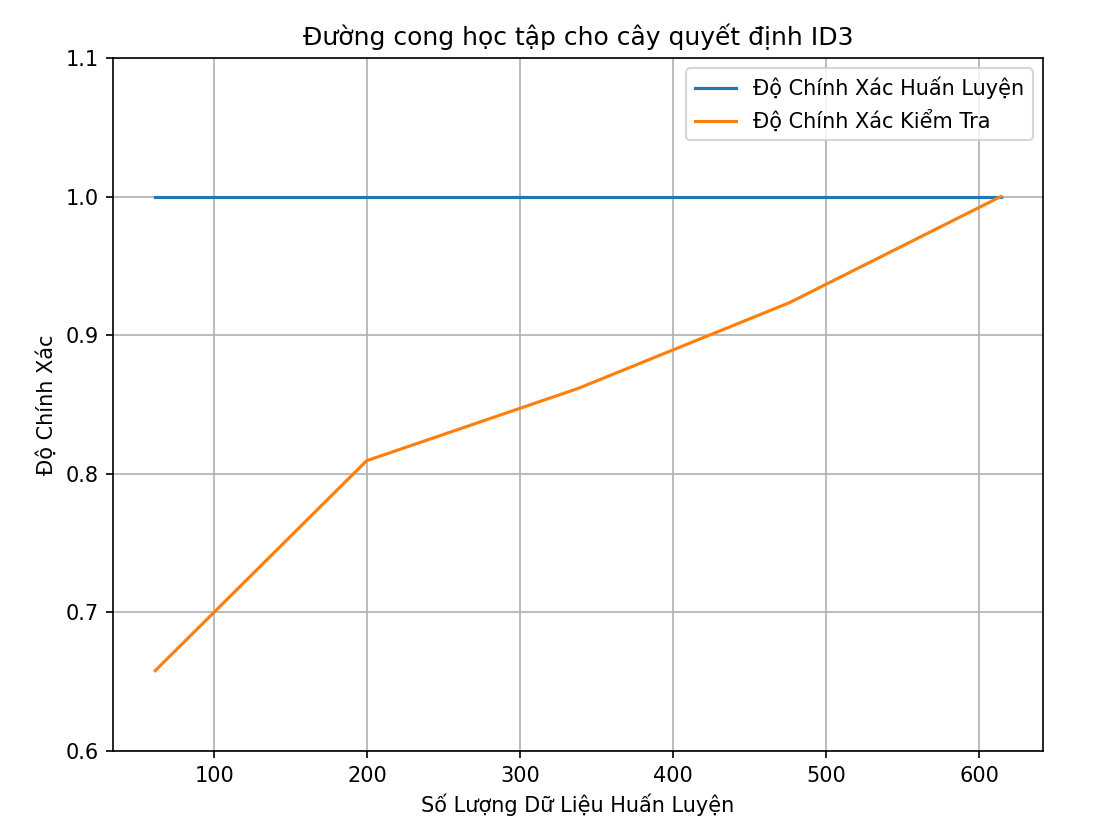 Đường cong học tập cho cây quyết định ID3
Độ Chính Xác Huấn Luyện
Độ Chính Xác Kiểm Tra
Độ Chính Xác
1.1
1.0
0.9
0.8
0.7
0.6
100 200 300 400 500 600
Số Lượng Dữ Liệu Huấn Luyện